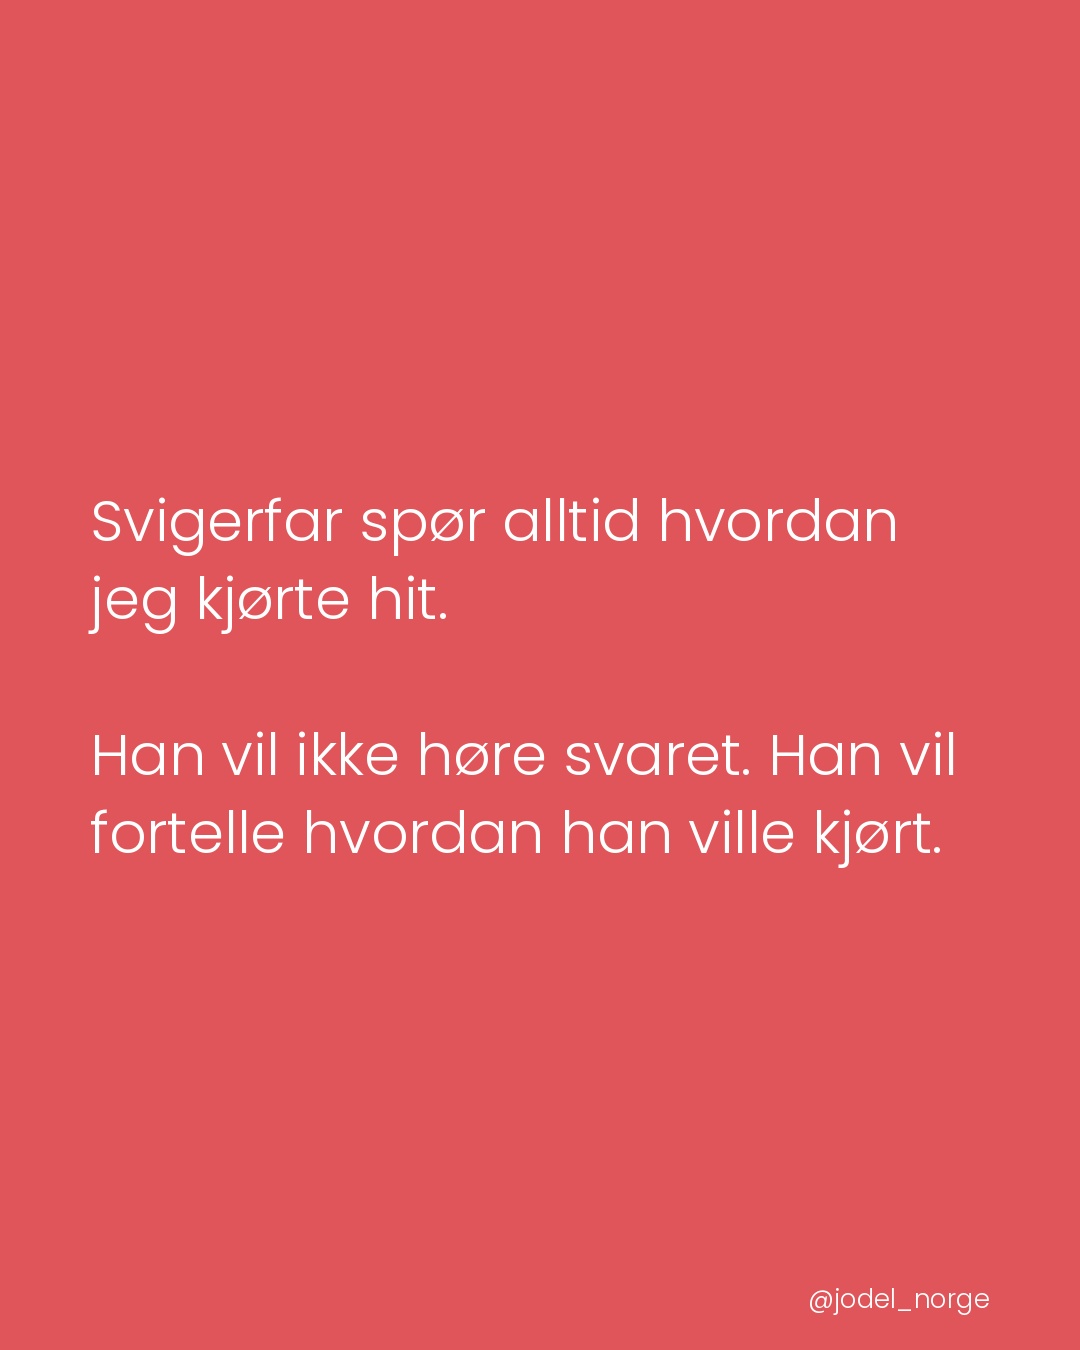 Svigerfar spør alltid hvordan
jeg kjørte hit.
Han vil ikke høre svaret. Han vil
fortelle hvordan han ville kjørt.
@jodel_norge